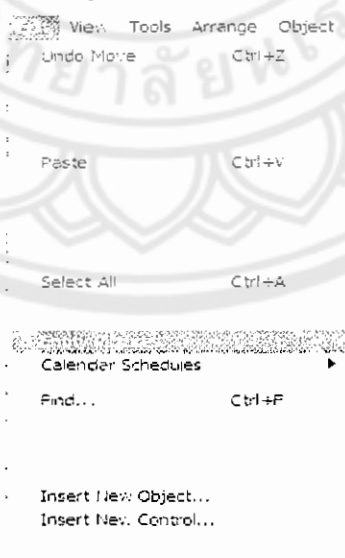 View Tools Arrange Object
Undo Move Ctrl+Z
Paste Ctrl+V
Select All Ctrl+A
Calendar Schedules
Find... Ctrl+F
Insert New Object...
Insert New Control...